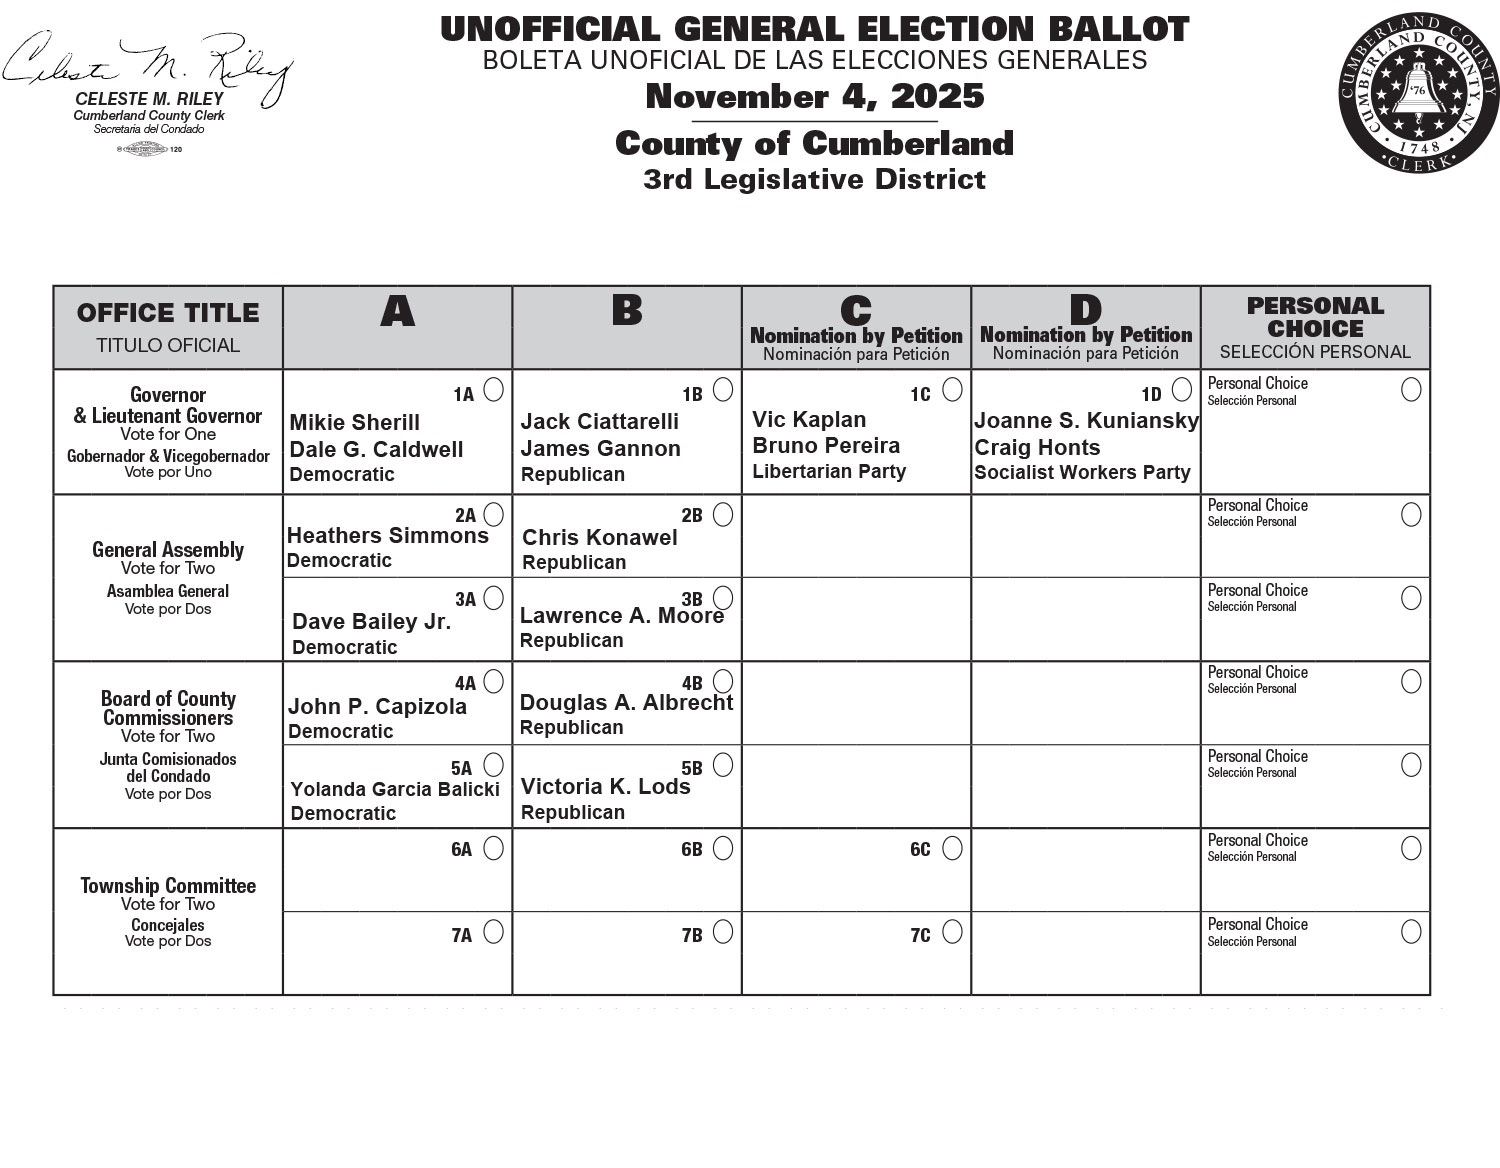 Celeste M. Riley
CELESTE M. RILEY
Cumberland County Clerk
Secretaria del Condado
120
UNOFFICIAL GENERAL ELECTION BALLOT
BOLETA UNOFICIAL DE LAS ELECCIONES GENERALES
November 4, 2025
County of Cumberland
3rd Legislative District
CUMBERLAND COUNTY
CLERK
CUMBERLAND COUNTY, NJ
1748
'76
OFFICE TITLE
TITULO OFICIAL
A
B
C
Nomination by Petition
Nominación para Petición
D
Nomination by Petition
Nominación para Petición
PERSONAL
CHOICE
SELECCIÓN PERSONAL
Governor
& Lieutenant Governor
Vote for One
Gobernador & Vicegobernador
Vote por Uno
1A
Mikie Sherill
Dale G. Caldwell
Democratic
1B
Jack Ciattarelli
James Gannon
Republican
1C
Vic Kaplan
Bruno Pereira
Libertarian Party
1D
Joanne S. Kuniansky
Craig Honts
Socialist Workers Party
Personal Choice
Selección Personal
General Assembly
Vote for Two
Asamblea General
Vote por Dos
2A
Heathers Simmons
Democratic
2B
Chris Konawel
Republican
Personal Choice
Selección Personal
3A
Dave Bailey Jr.
Democratic
3B
Lawrence A. Moore
Republican
Personal Choice
Selección Personal
Board of County
Commissioners
Vote for Two
Junta Comisionados
del Condado
Vote por Dos
4A
John P. Capizola
Democratic
4B
Douglas A. Albrecht
Republican
Personal Choice
Selección Personal
5A
Yolanda Garcia Balicki
Democratic
5B
Victoria K. Lods
Republican
Personal Choice
Selección Personal
Township Committee
Vote for Two
Concejales
Vote por Dos
6A
6B
6C
Personal Choice
Selección Personal
7A
7B
7C
Personal Choice
Selección Personal